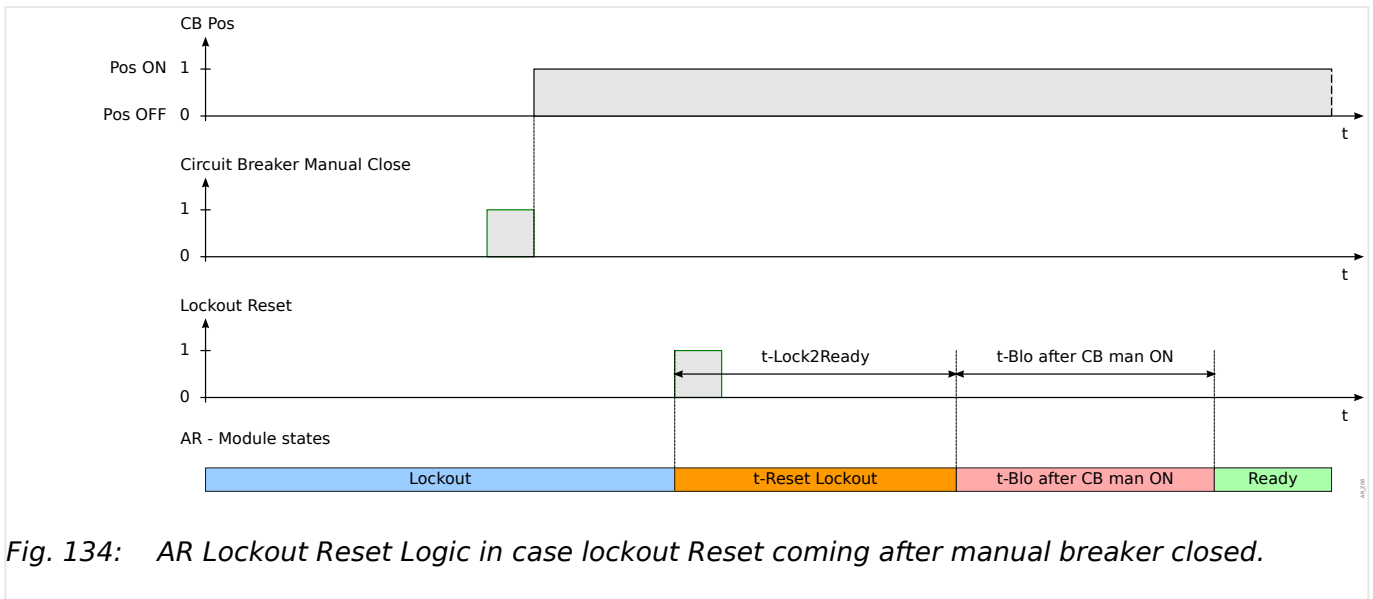 CB Pos
Pos ON 1
Pos OFF 0
t
Circuit Breaker Manual Close
1
0
t
Lockout Reset
1 t-Lock2Ready t-Blo after CB man ON
0
t
AR - Module states
Lockout t-Reset Lockout t-Blo after CB man ON Ready
Fig. 134: AR Lockout Reset Logic in case lockout Reset coming after manual breaker closed.